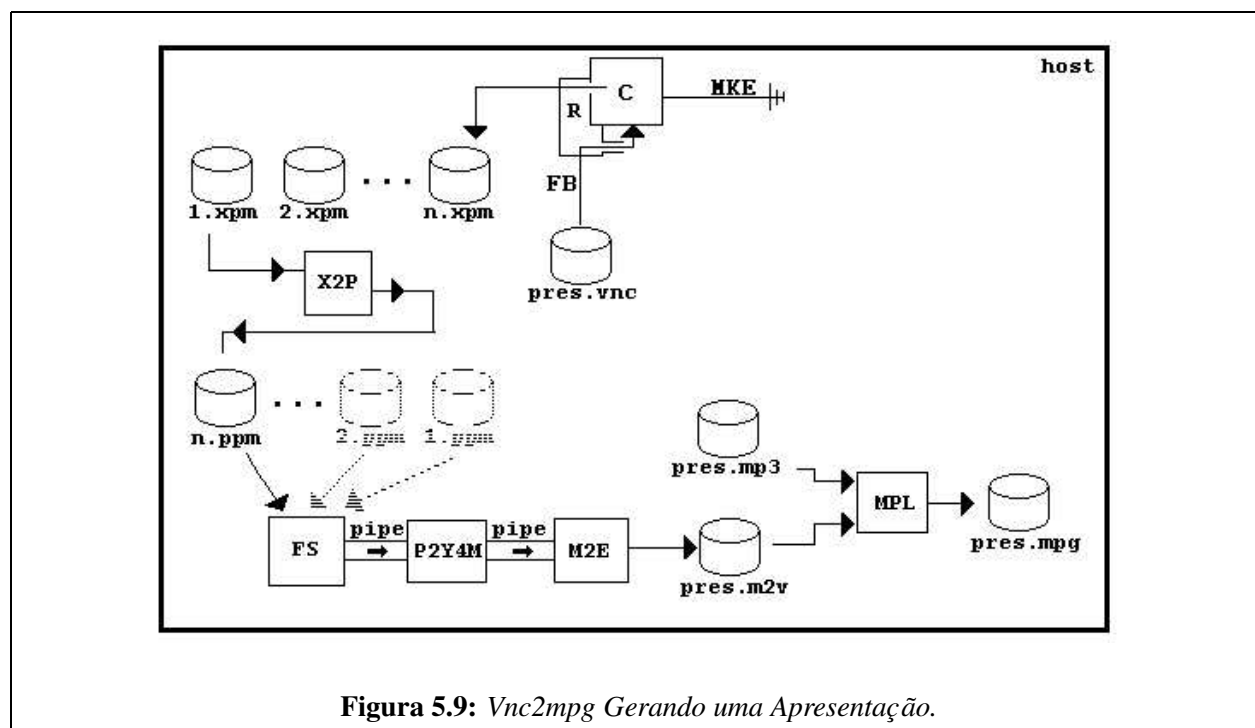 host
C
MKE
R
FB
1.xpm 2.xpm ... n.xpm
X2P
pres.vnc
n.ppm ... 2.ppm 1.ppm
pres.mp3
MPL
pres.mpg
pipe pipe
FS P2Y4M M2E
pres.m2v
Figura 5.9: Vnc2mpg Gerando uma Apresentação.